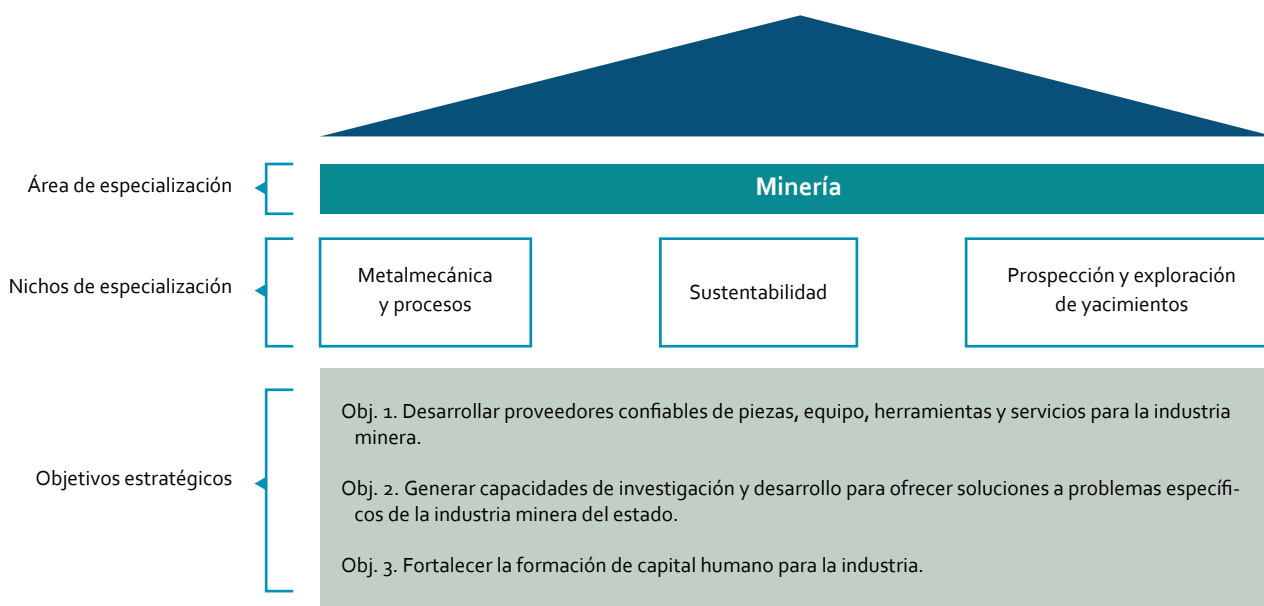 Área de especialización
Minería
Nichos de especialización
Metalmecánica
y procesos
Sustentabilidad
Prospección y exploración
de yacimientos
Objetivos estratégicos
Obj. 1. Desarrollar proveedores confiables de piezas, equipo, herramientas y servicios para la industria
minera.
Obj. 2. Generar capacidades de investigación y desarrollo para ofrecer soluciones a problemas específi-
cos de la industria minera del estado.
Obj. 3. Fortalecer la formación de capital humano para la industria.